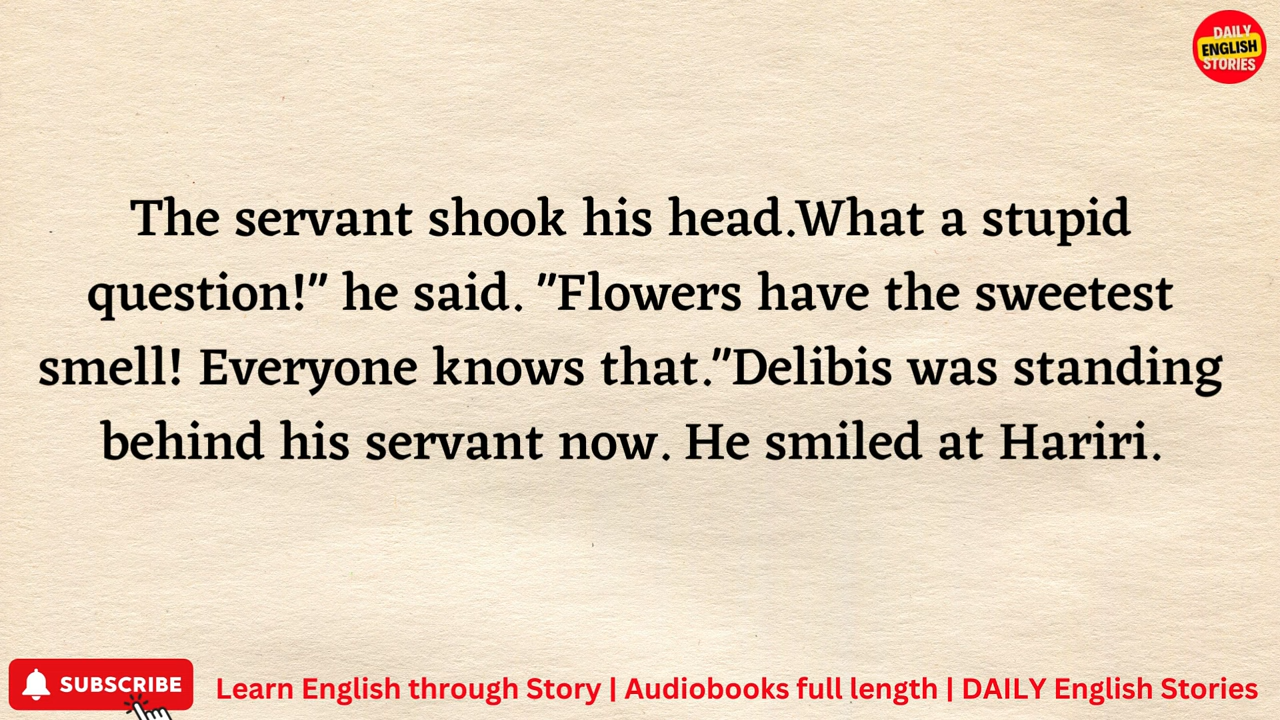 DAILY
ENGLISH
STORIES
The servant shook his head.What a stupid
question!" he said. "Flowers have the sweetest
smell! Everyone knows that."Delibis was standing
behind his servant now. He smiled at Hariri.
SUBSCRIBE
Learn English through Story | Audiobooks full length | DAILY English Stories